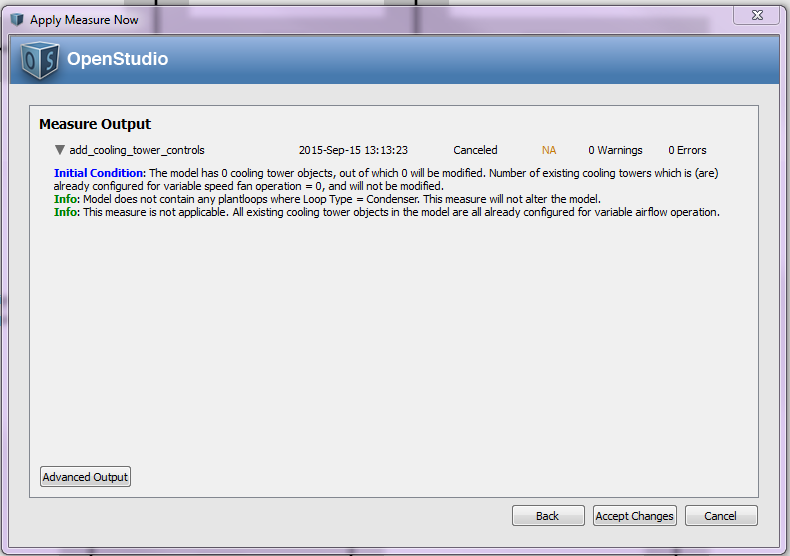 Apply Measure Now
OS OpenStudio
Measure Output
add_cooling_tower_controls 2015-Sep-15 13:13:23 Canceled NA 0 Warnings 0 Errors
Initial Condition: The model has 0 cooling tower objects, out of which 0 will be modified. Number of existing cooling towers which is (are)
already configured for variable speed fan operation = 0, and will not be modified.
Info: Model does not contain any plantloops where Loop Type = Condenser. This measure will not alter the model.
Info: This measure is not applicable. All existing cooling tower objects in the model are all already configured for variable airflow operation.
Advanced Output
Back Accept Changes Cancel